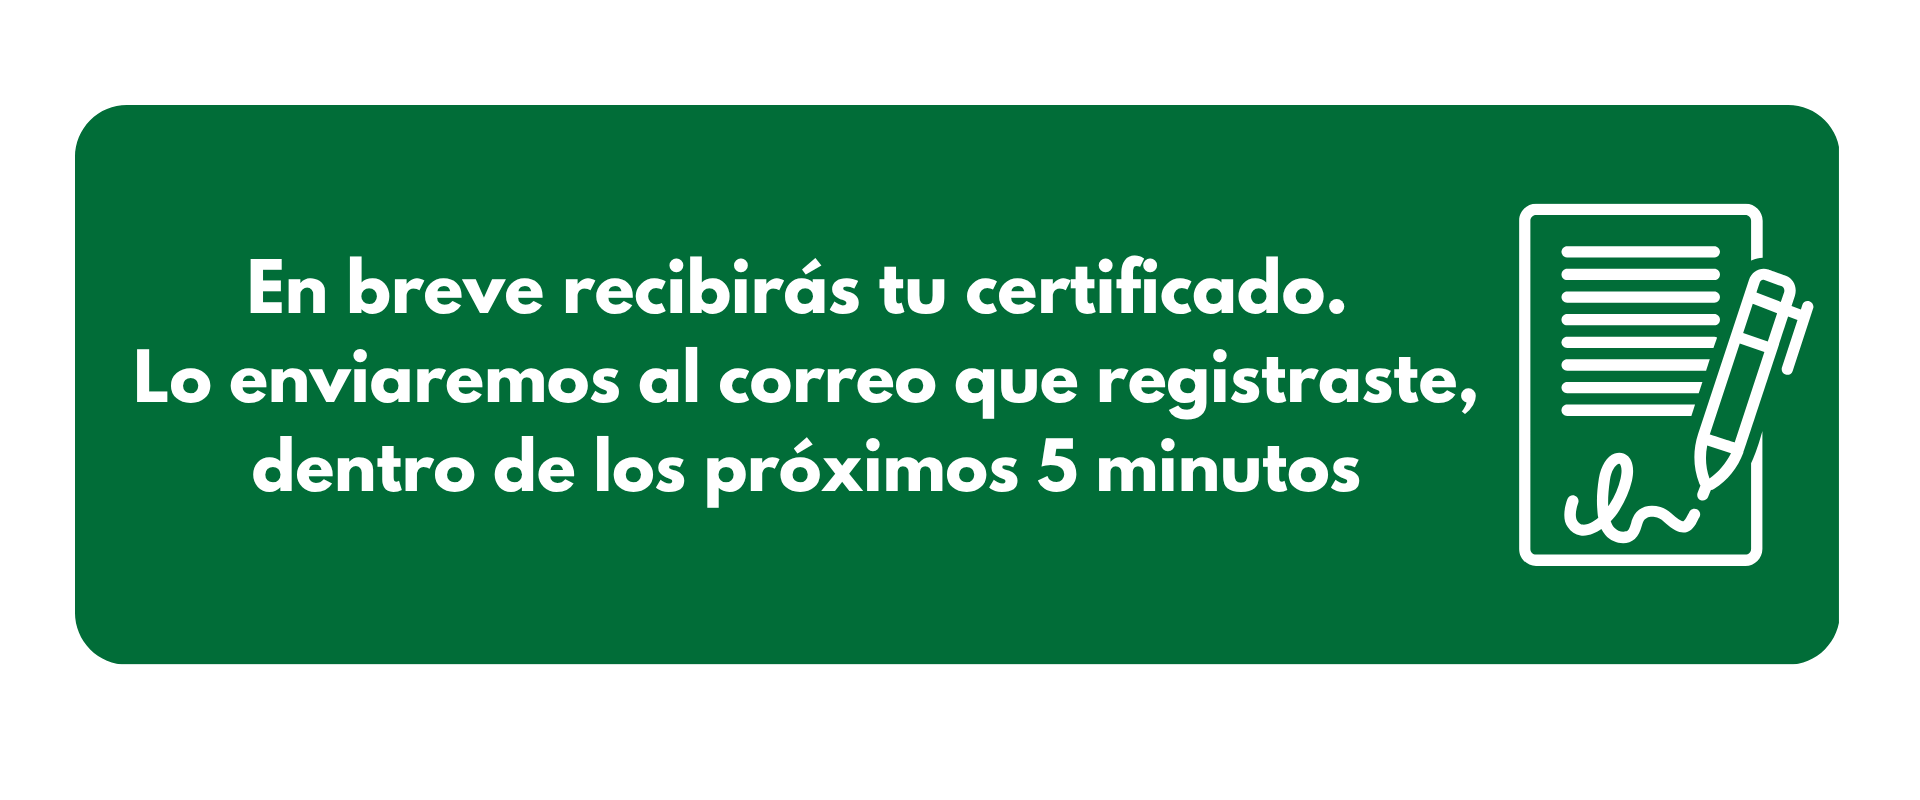 En breve recibirás tu certificado.
Lo enviaremos al correo que registraste,
dentro de los próximos 5 minutos